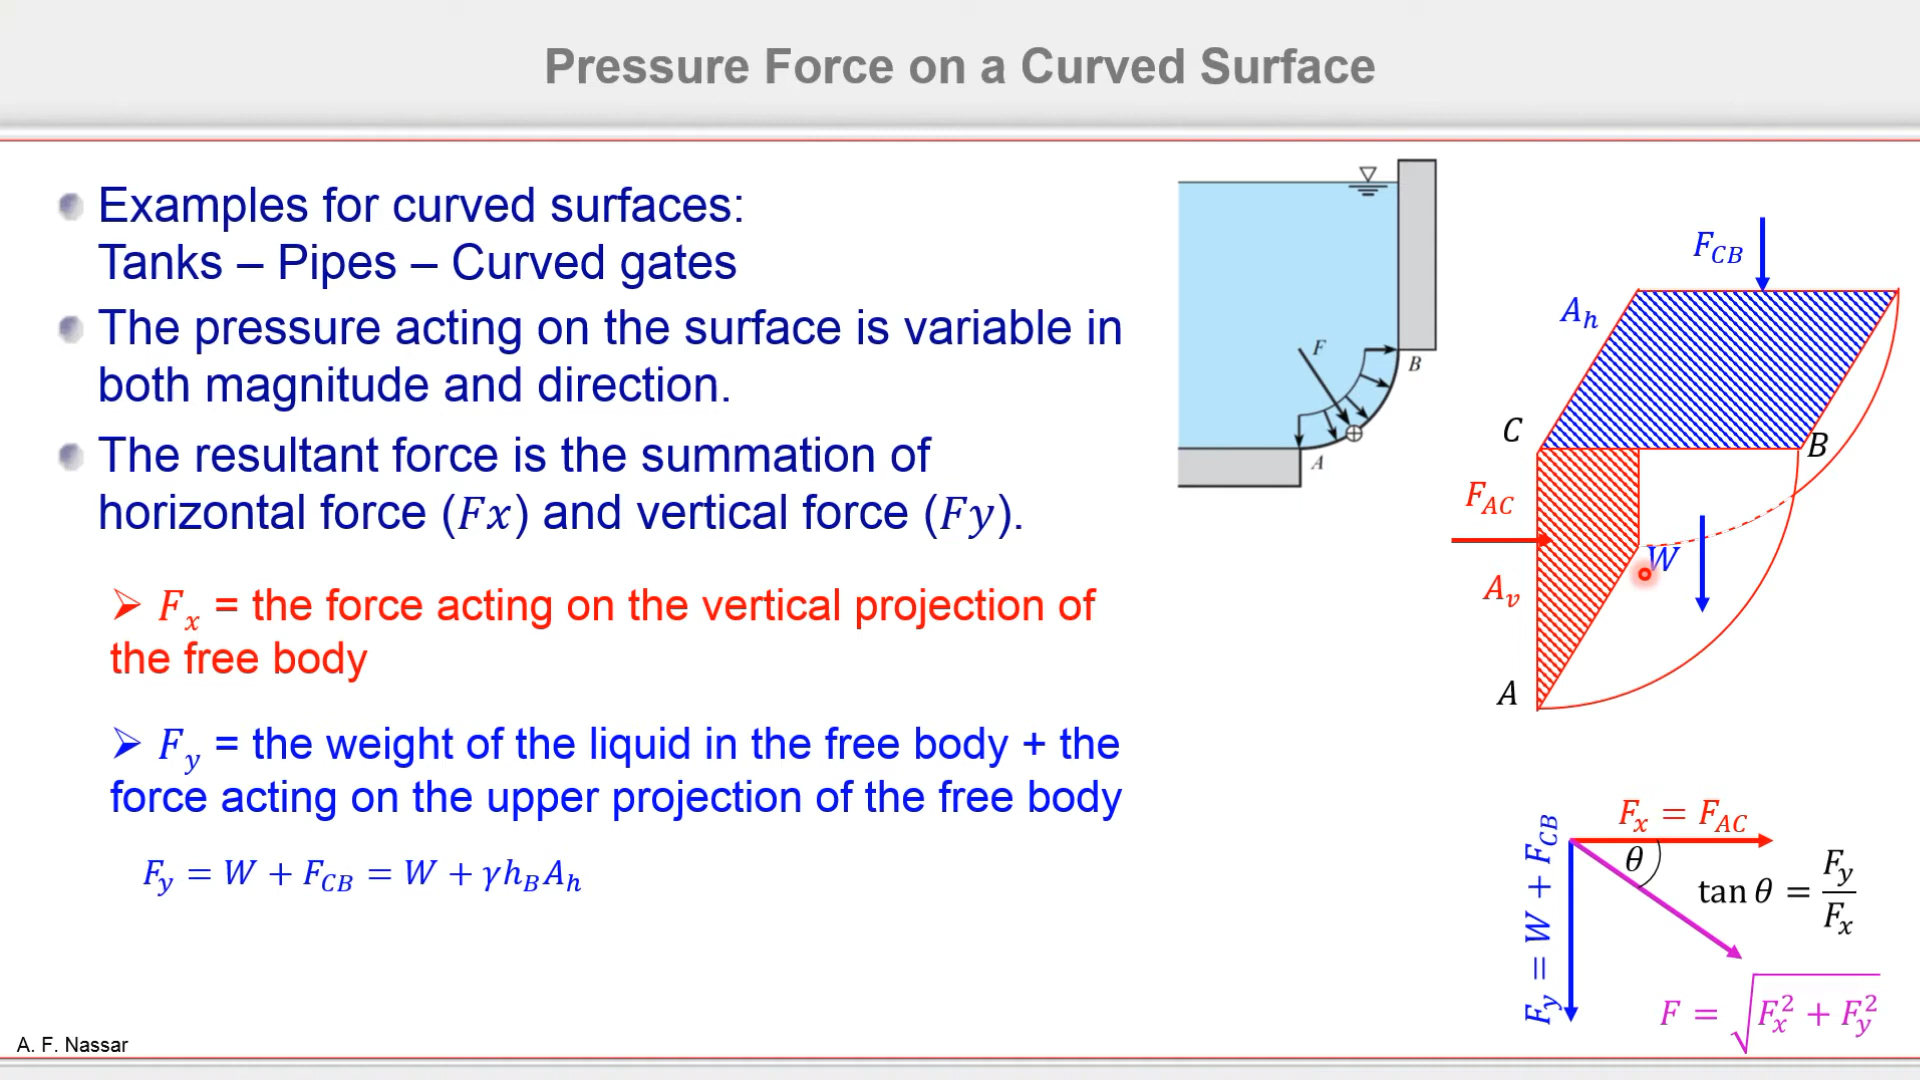 Pressure Force on a Curved Surface
Examples for curved surfaces:
Tanks – Pipes – Curved gates
The pressure acting on the surface is variable in
both magnitude and direction.
The resultant force is the summation of
horizontal force (Fx) and vertical force (Fy).
➢ F_x = the force acting on the vertical projection of
the free body
➢ F_y = the weight of the liquid in the free body + the
force acting on the upper projection of the free body
F_y = W + F_CB = W + γh_B A_h
F
B
A
F_CB
A_h
C
B
F_AC
W
A_v
A
F_x = F_AC
θ
tan θ = F_y / F_x
F_y = W + F_CB
F = √(F_x² + F_y²)
A. F. Nassar